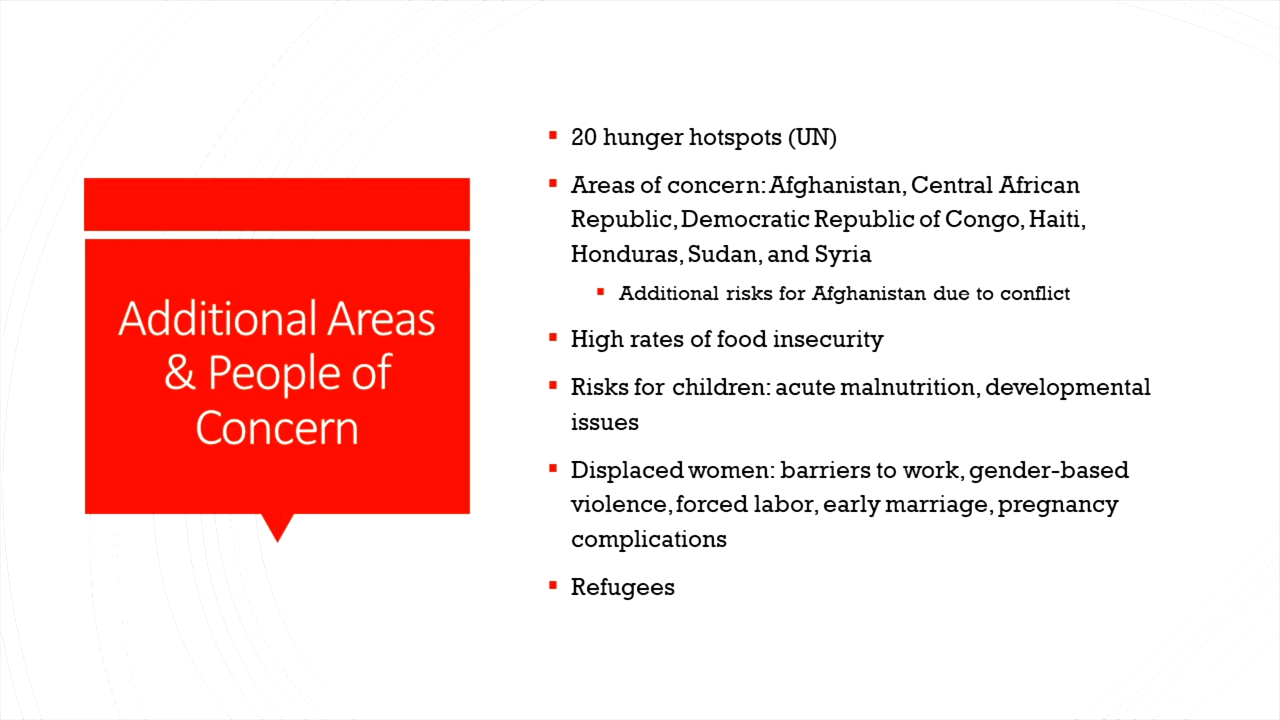 Additional Areas
& People of
Concern
20 hunger hotspots (UN)
Areas of concern: Afghanistan, Central African
Republic, Democratic Republic of Congo, Haiti,
Honduras, Sudan, and Syria
Additional risks for Afghanistan due to conflict
High rates of food insecurity
Risks for children: acute malnutrition, developmental
issues
Displaced women: barriers to work, gender-based
violence, forced labor, early marriage, pregnancy
complications
Refugees